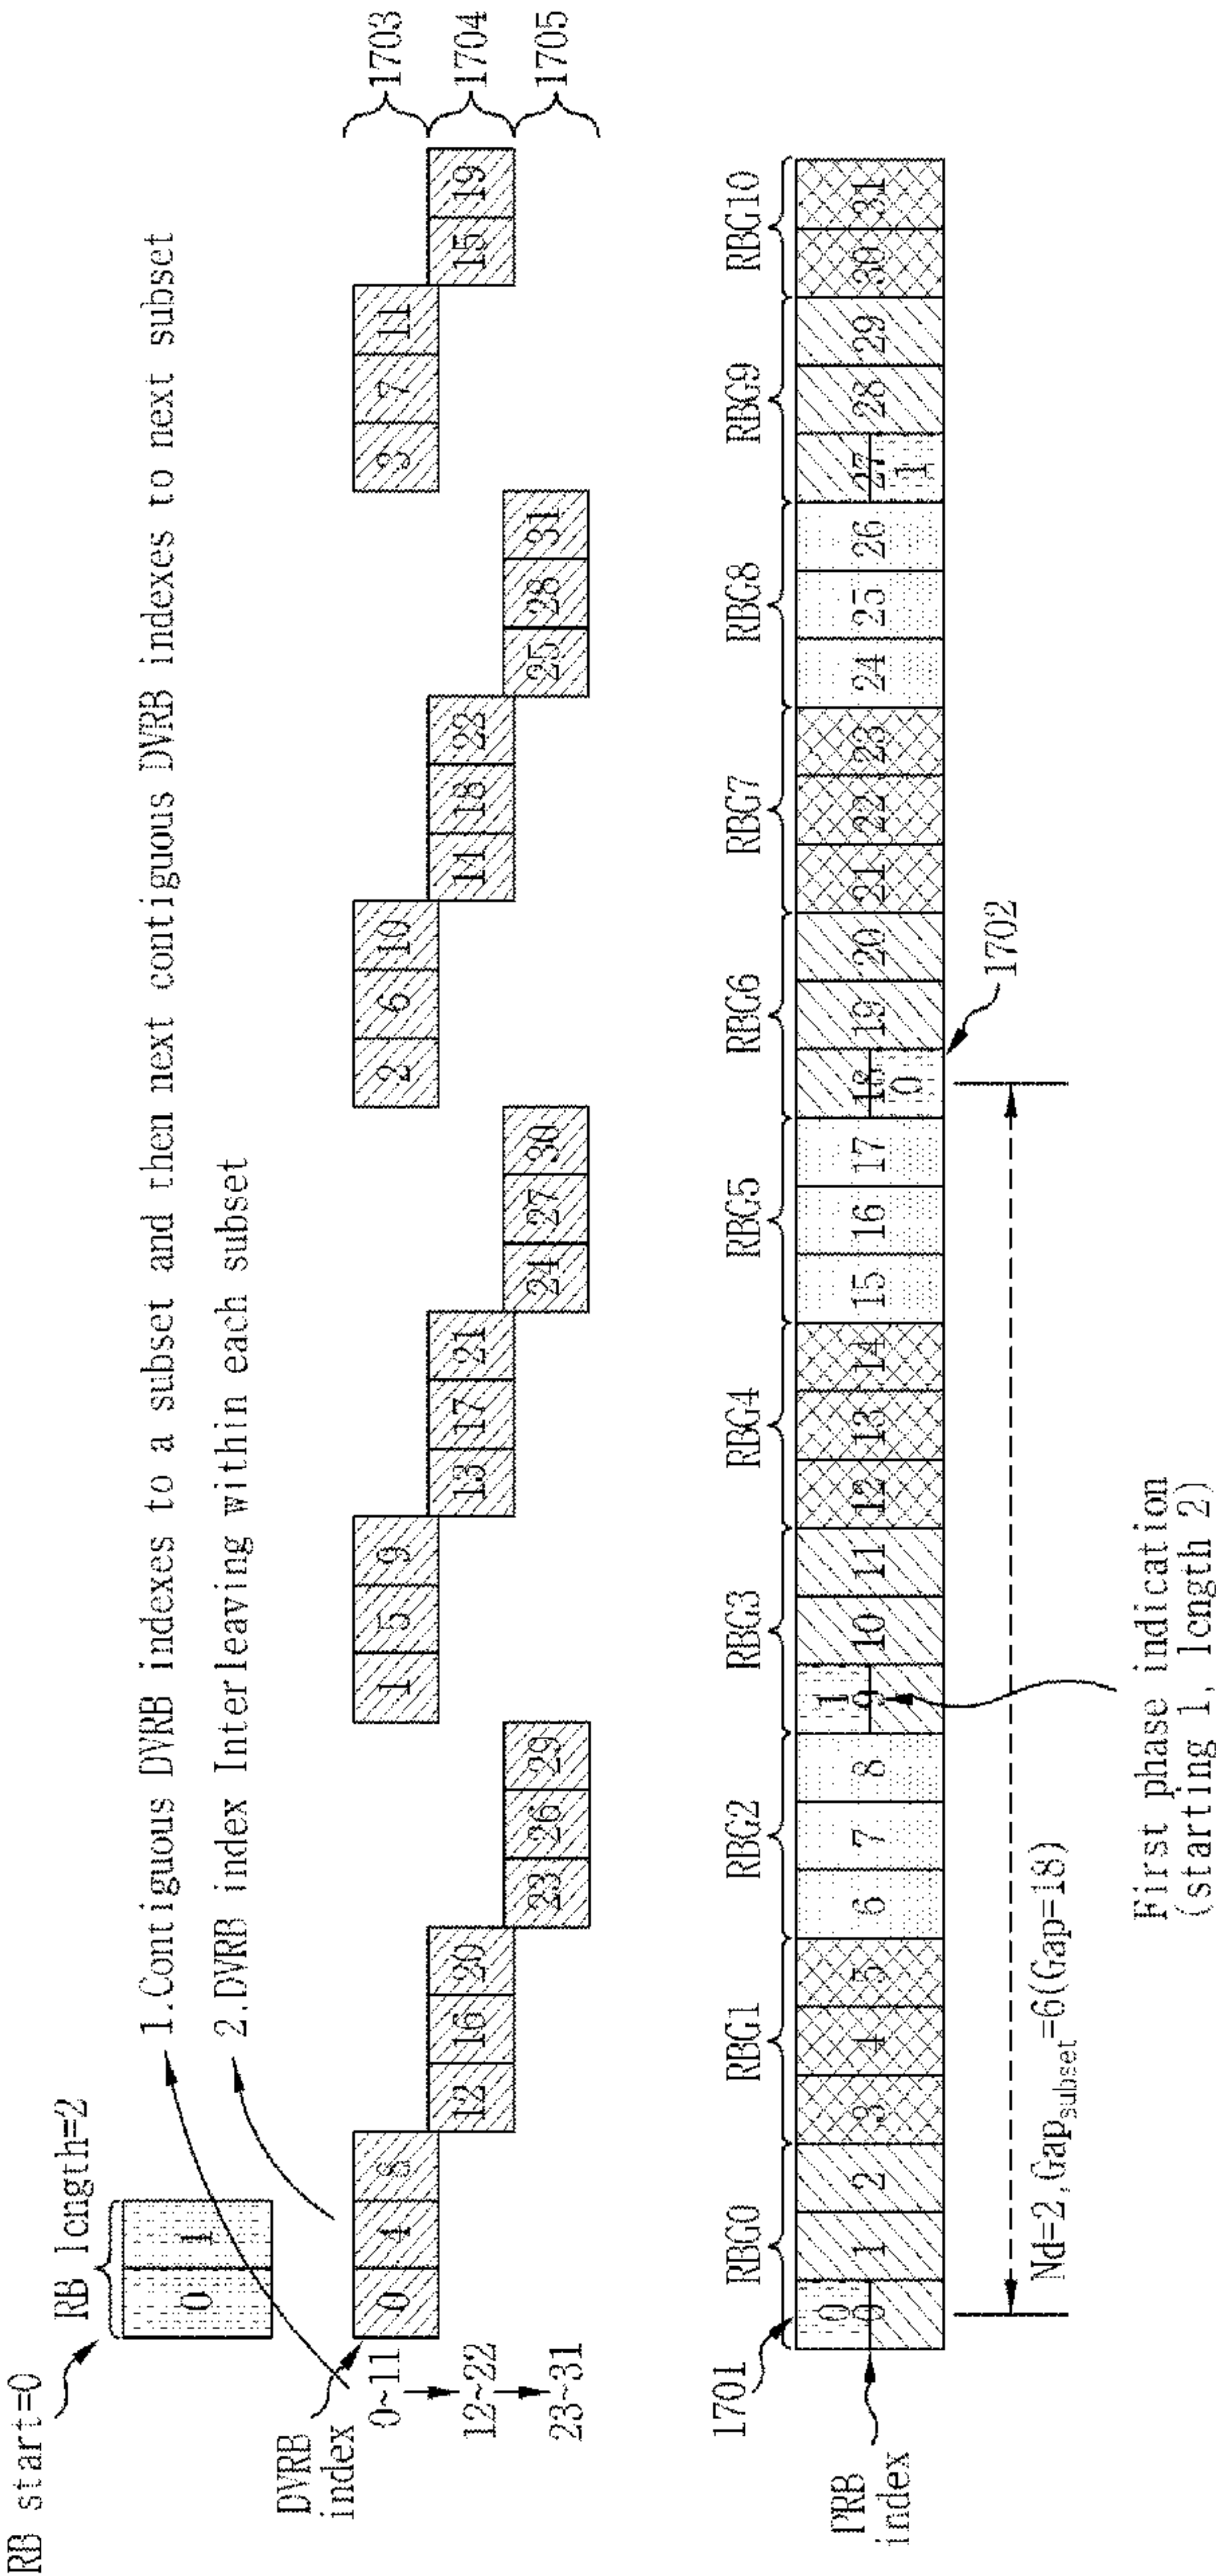 RB start=0
RB length=2
0 1
1.Contiguous DVRB indexes to a subset and then next contiguous DVRB indexes to next subset
2.DVRB index Interleaving within each subset
DVRB index
0~11
0 4 8 1 5 9 2 6 10 3 7 11
1703
12~22
12 16 20 13 17 21 14 18 22 15 19
1704
23~31
23 26 29 24 27 30 25 28 31
1705
1701
RBG0 RBG1 RBG2 RBG3 RBG4 RBG5 RBG6 RBG7 RBG8 RBG9 RBG10
PRB index
0 1 0 1
0 1 2 3 4 5 6 7 8 9 10 11 12 13 14 15 16 17 18 19 20 21 22 23 24 25 26 27 28 29 30 31
1702
Nd=2,Gapsubset=6(Gap=18)
First phase indication
(starting 1, length 2)